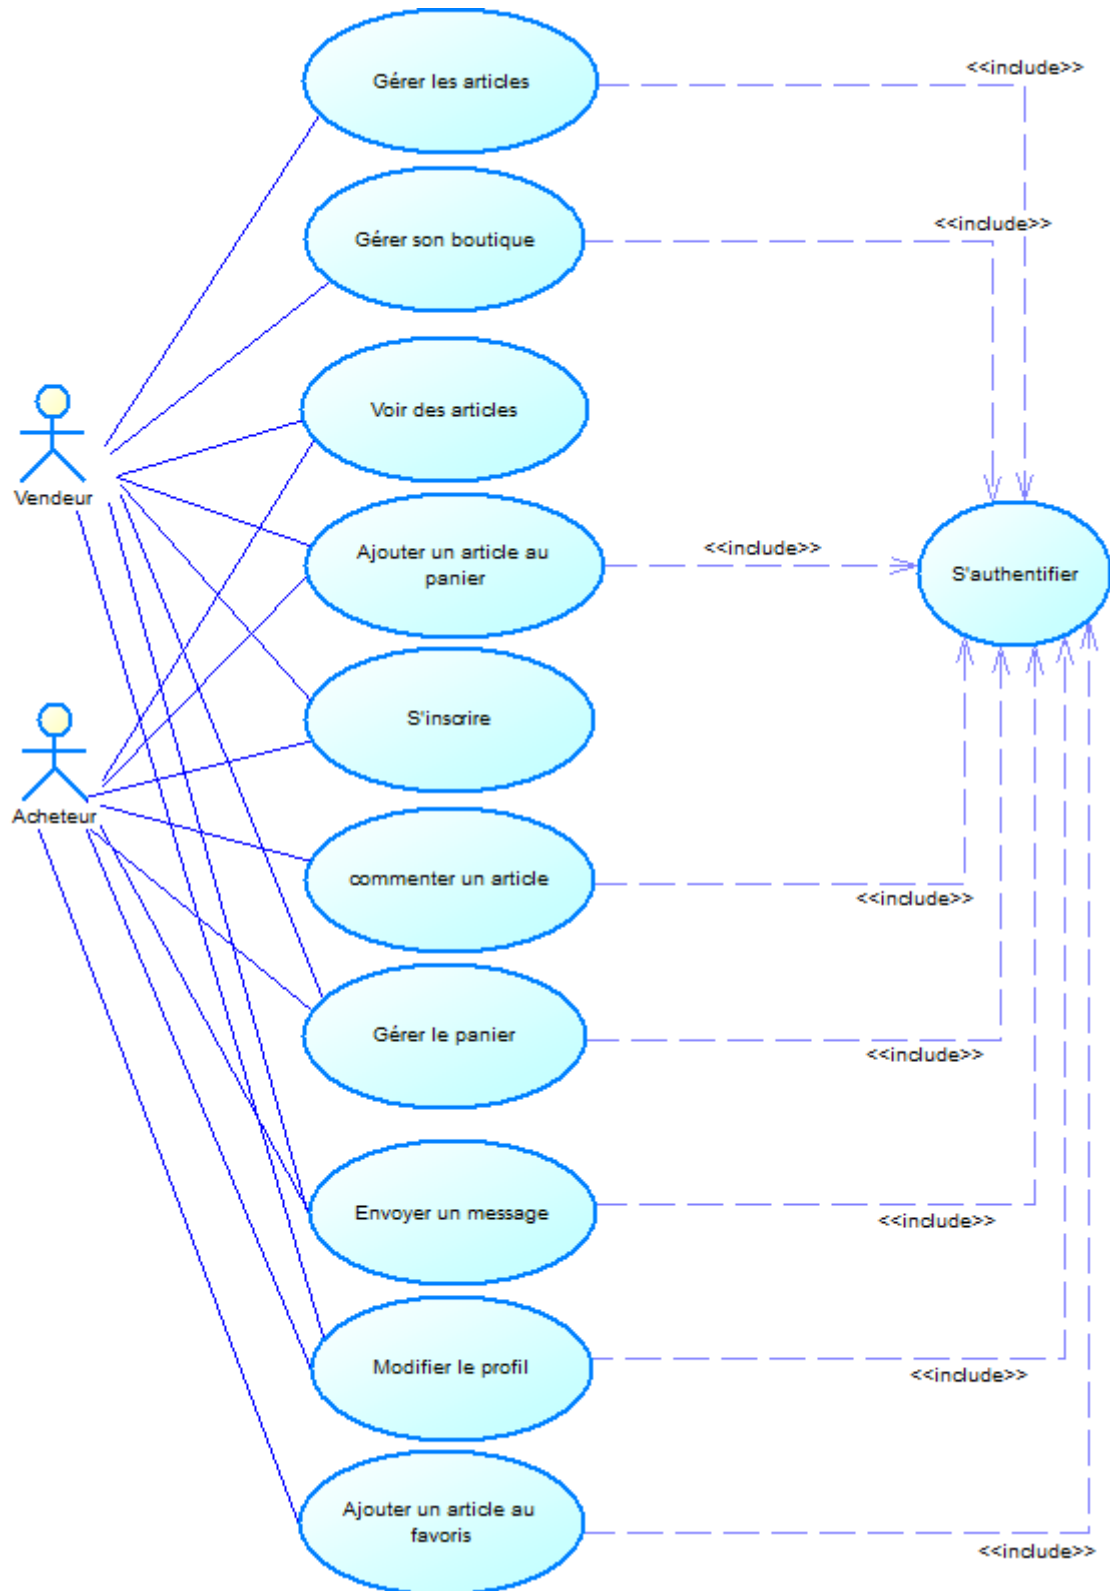 Gérer les articles
<<include>>
Gérer son boutique
<<include>>
Voir des articles
Vendeur
Ajouter un article au
panier
<<include>>
S'authentifier
S'inscrire
Acheteur
commenter un article
<<include>>
Gérer le panier
<<include>>
Envoyer un message
<<include>>
Modifier le profil
<<include>>
Ajouter un article au
favoris
<<include>>